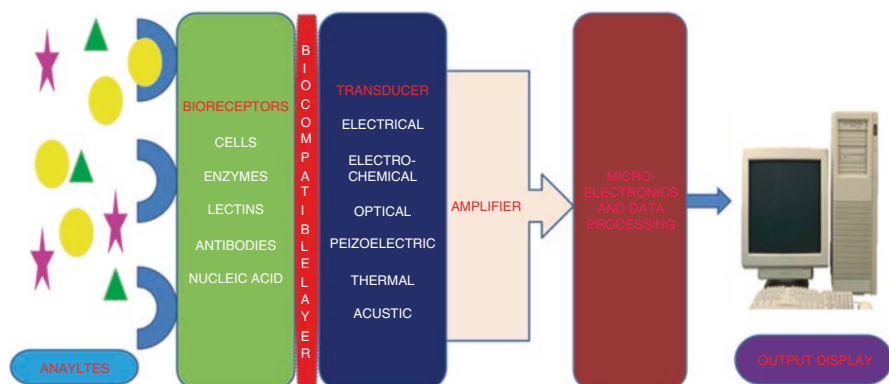 BIORECEPTORS
CELLS
ENZYMES
LECTINS
ANTIBODIES
NUCLEIC ACID
BIOCOMPATIBLELAYER
TRANSDUCER
ELECTRICAL
ELECTRO-
CHEMICAL
OPTICAL
PEIZOELECTRIC
THERMAL
ACUSTIC
AMPLIFIER
MICRO-
ELECTRONICS
AND DATA
PROCESSING
ANAYLTES
OUTPUT DISPLAY